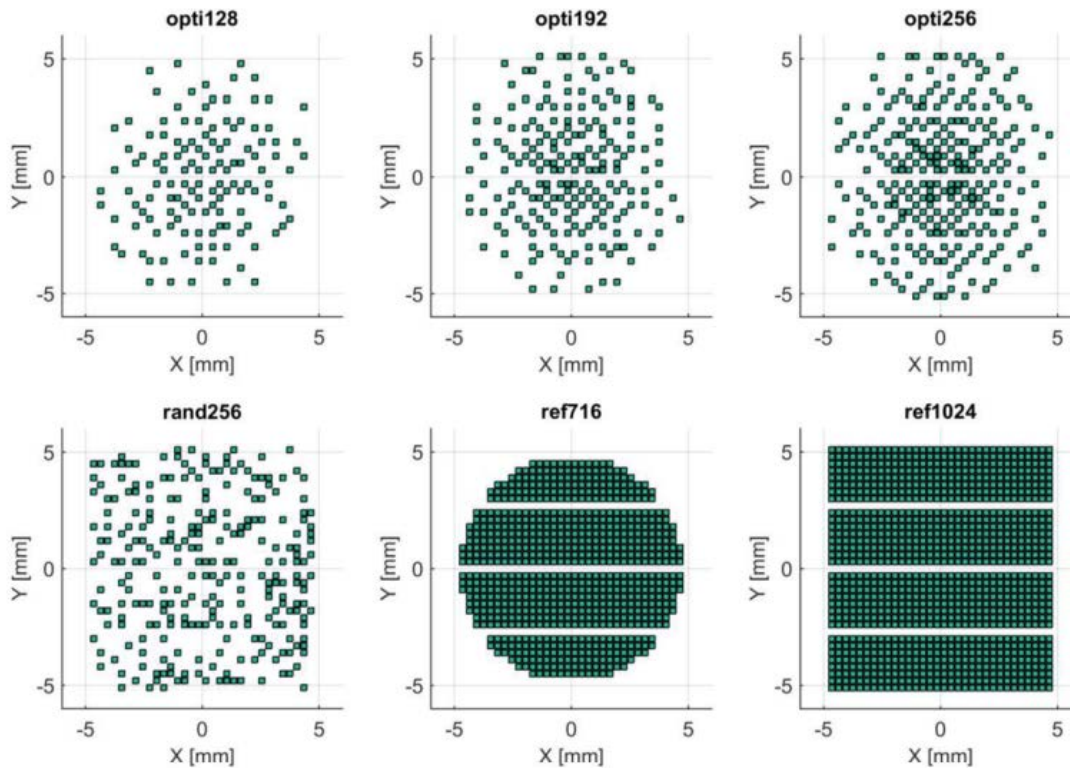 opti128 opti192 opti256
5 5 5
Y [mm] Y [mm] Y [mm]
0 0 0
-5 -5 -5
-5 0 5 -5 0 5 -5 0 5
X [mm] X [mm] X [mm]
rand256 ref716 ref1024
5 5 5
Y [mm] Y [mm] Y [mm]
0 0 0
-5 -5 -5
-5 0 5 -5 0 5 -5 0 5
X [mm] X [mm] X [mm]